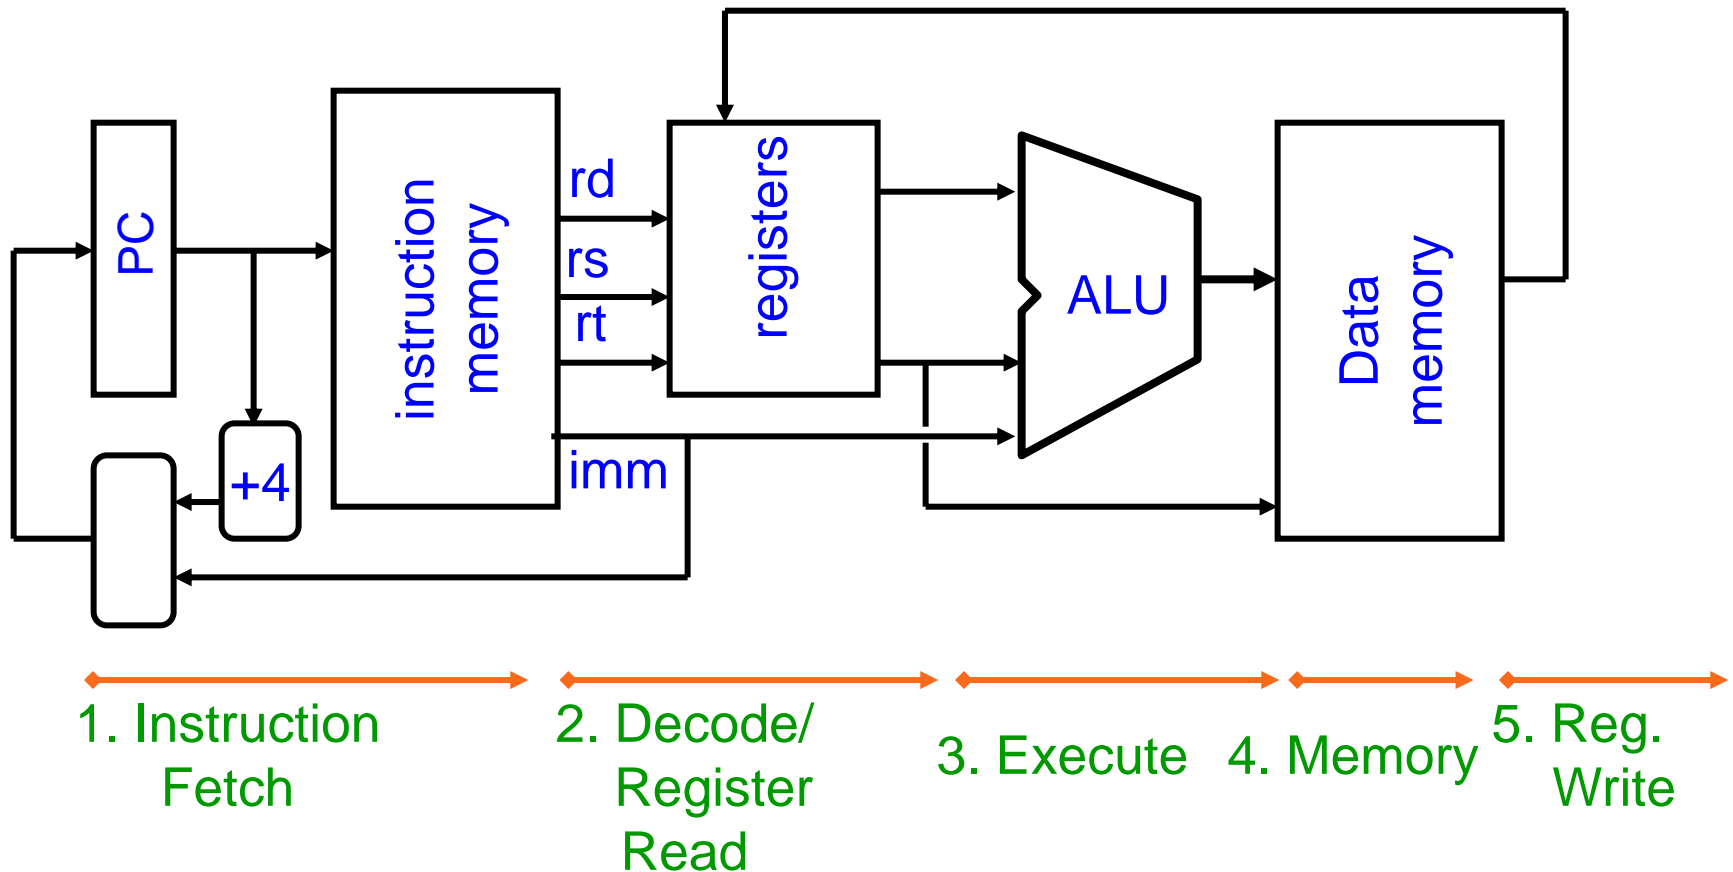 PC
+4
instruction
memory
rd
rs
rt
imm
registers
ALU
Data
memory
1. Instruction
Fetch
2. Decode/
Register
Read
3. Execute
4. Memory
5. Reg.
Write